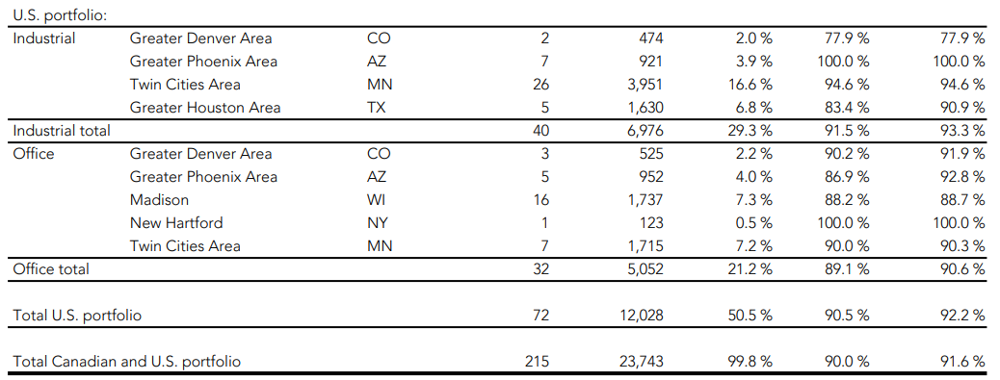 U.S. portfolio:
Industrial Greater Denver Area CO 2 474 2.0 % 77.9 % 77.9 %
Greater Phoenix Area AZ 7 921 3.9 % 100.0 % 100.0 %
Twin Cities Area MN 26 3,951 16.6 % 94.6 % 94.6 %
Greater Houston Area TX 5 1,630 6.8 % 83.4 % 90.9 %
Industrial total 40 6,976 29.3 % 91.5 % 93.3 %
Office Greater Denver Area CO 3 525 2.2 % 90.2 % 91.9 %
Greater Phoenix Area AZ 5 952 4.0 % 86.9 % 92.8 %
Madison WI 16 1,737 7.3 % 88.2 % 88.7 %
New Hartford NY 1 123 0.5 % 100.0 % 100.0 %
Twin Cities Area MN 7 1,715 7.2 % 90.0 % 90.3 %
Office total 32 5,052 21.2 % 89.1 % 90.6 %
Total U.S. portfolio 72 12,028 50.5 % 90.5 % 92.2 %
Total Canadian and U.S. portfolio 215 23,743 99.8 % 90.0 % 91.6 %